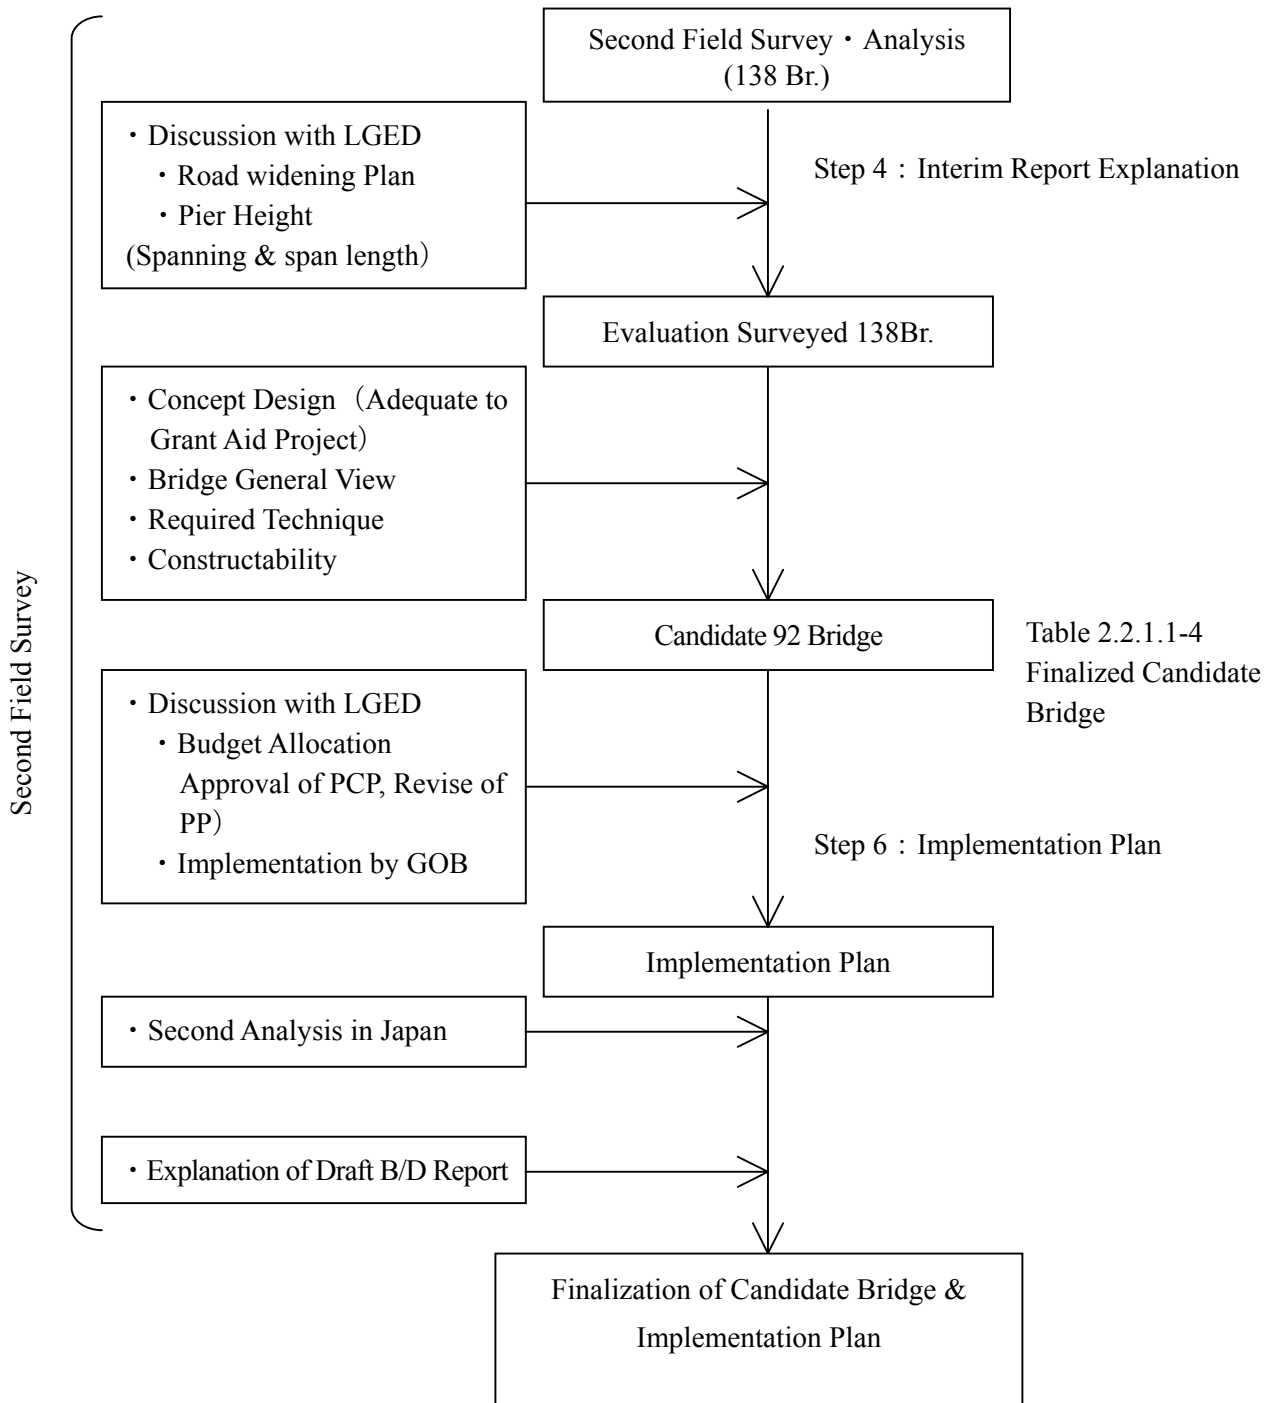 Second Field Survey・Analysis
(138 Br.)
・Discussion with LGED
・Road widening Plan
・Pier Height
(Spanning & span length）
Step 4：Interim Report Explanation
Evaluation Surveyed 138Br.
・Concept Design（Adequate to
Grant Aid Project）
・Bridge General View
・Required Technique
・Constructability
Second Field Survey
Candidate 92 Bridge
Table 2.2.1.1-4
Finalized Candidate
Bridge
・Discussion with LGED
・Budget Allocation
Approval of PCP, Revise of
PP）
・Implementation by GOB
Step 6：Implementation Plan
Implementation Plan
・Second Analysis in Japan
・Explanation of Draft B/D Report
Finalization of Candidate Bridge &
Implementation Plan